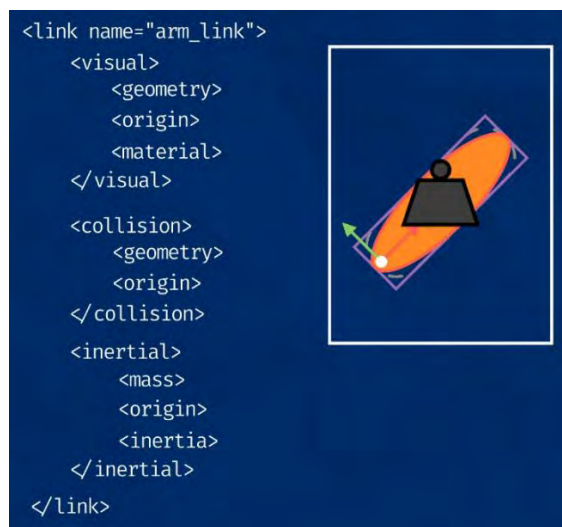 <link name="arm_link">
<visual>
<geometry>
<origin>
<material>
</visual>
<collision>
<geometry>
<origin>
</collision>
<inertial>
<mass>
<origin>
<inertia>
</inertial>
</link>